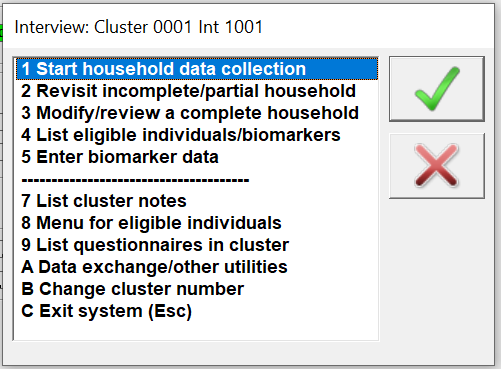 Interview: Cluster 0001 Int 1001
1 Start household data collection
2 Revisit incomplete/partial household
3 Modify/review a complete household
4 List eligible individuals/biomarkers
5 Enter biomarker data
--------------------------------------
7 List cluster notes
8 Menu for eligible individuals
9 List questionnaires in cluster
A Data exchange/other utilities
B Change cluster number
C Exit system (Esc)